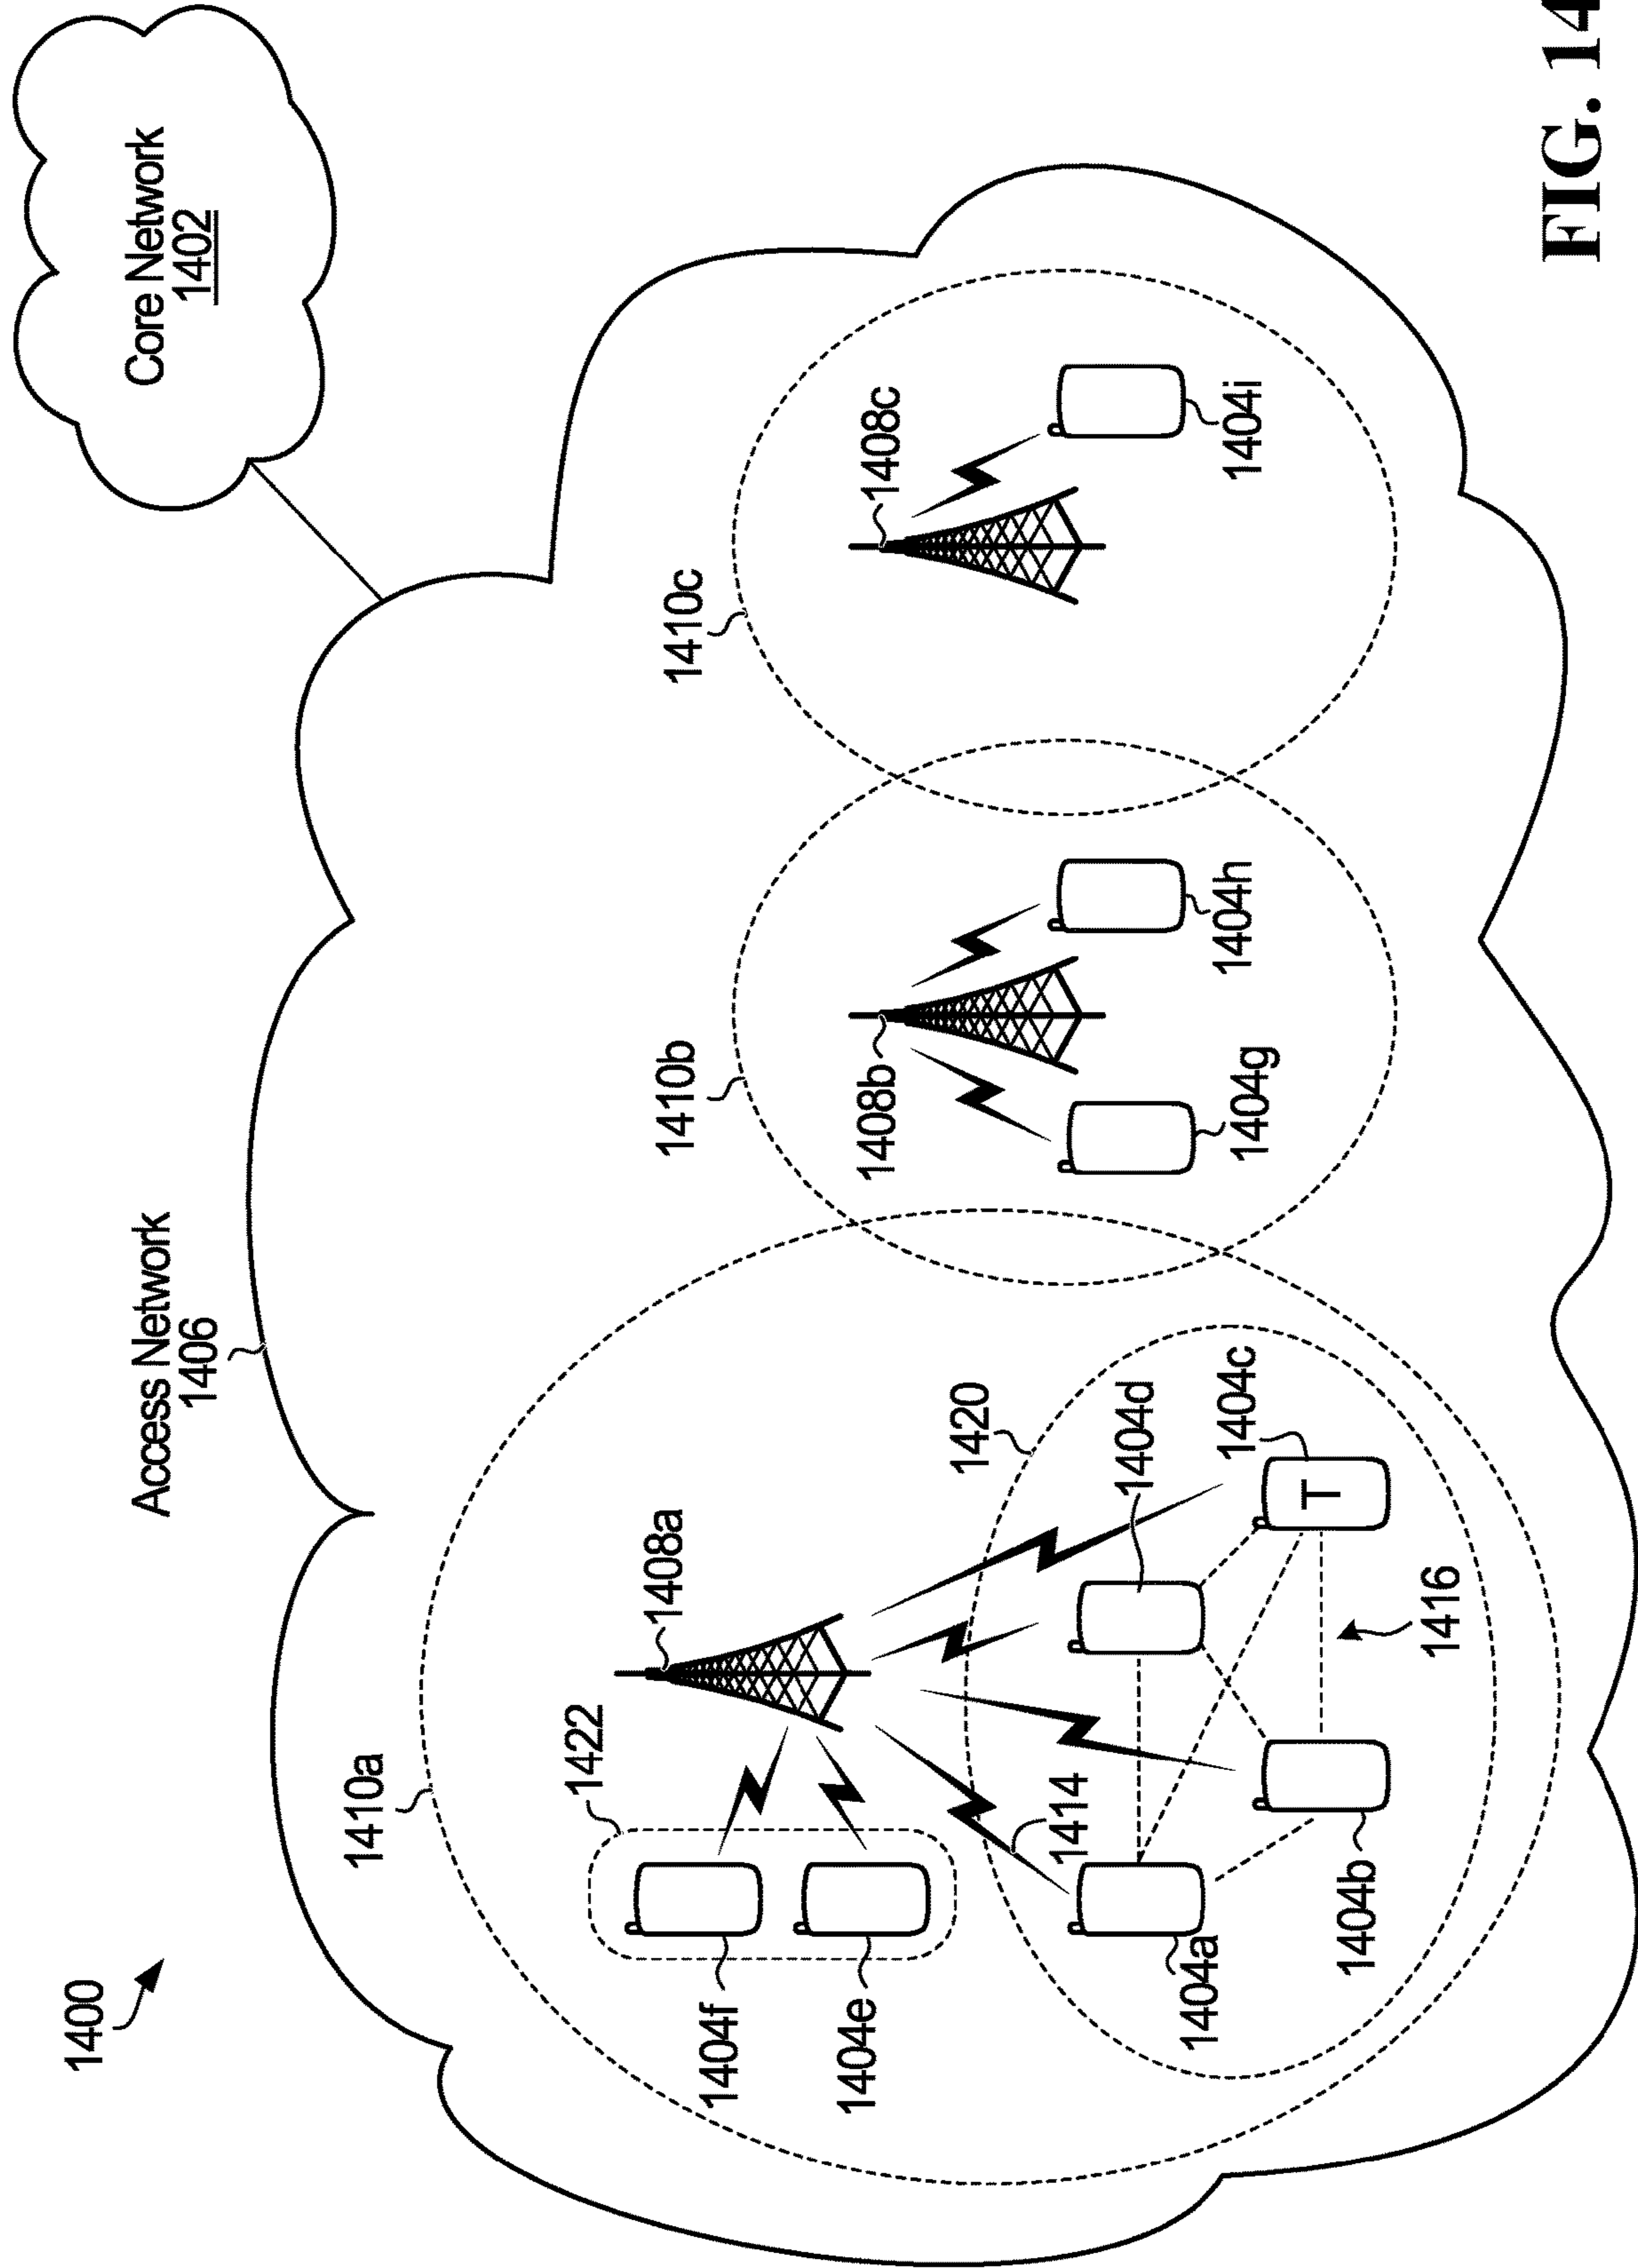 1400
Access Network
1406
Core Network
1402
1410a
1422
1408a
1404f
1404e
1414
1420
1404d
1404c
T
1404a
1404b
1416
1410b
1408b
1404g
1404h
1410c
1408c
1404i
FIG. 14